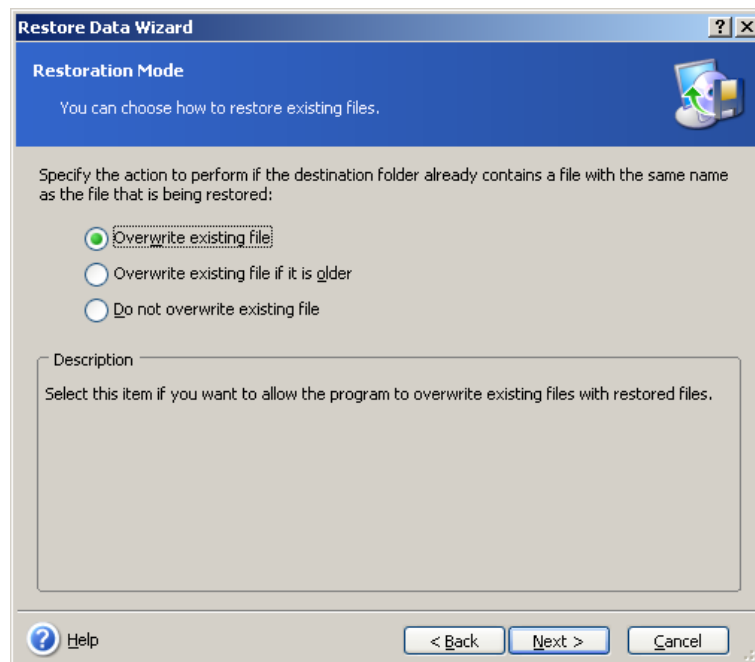 Restore Data Wizard
Restoration Mode
You can choose how to restore existing files.
Specify the action to perform if the destination folder already contains a file with the same name
as the file that is being restored:
Overwrite existing file
Overwrite existing file if it is older
Do not overwrite existing file
Description
Select this item if you want to allow the program to overwrite existing files with restored files.
Help
< Back
Next >
Cancel